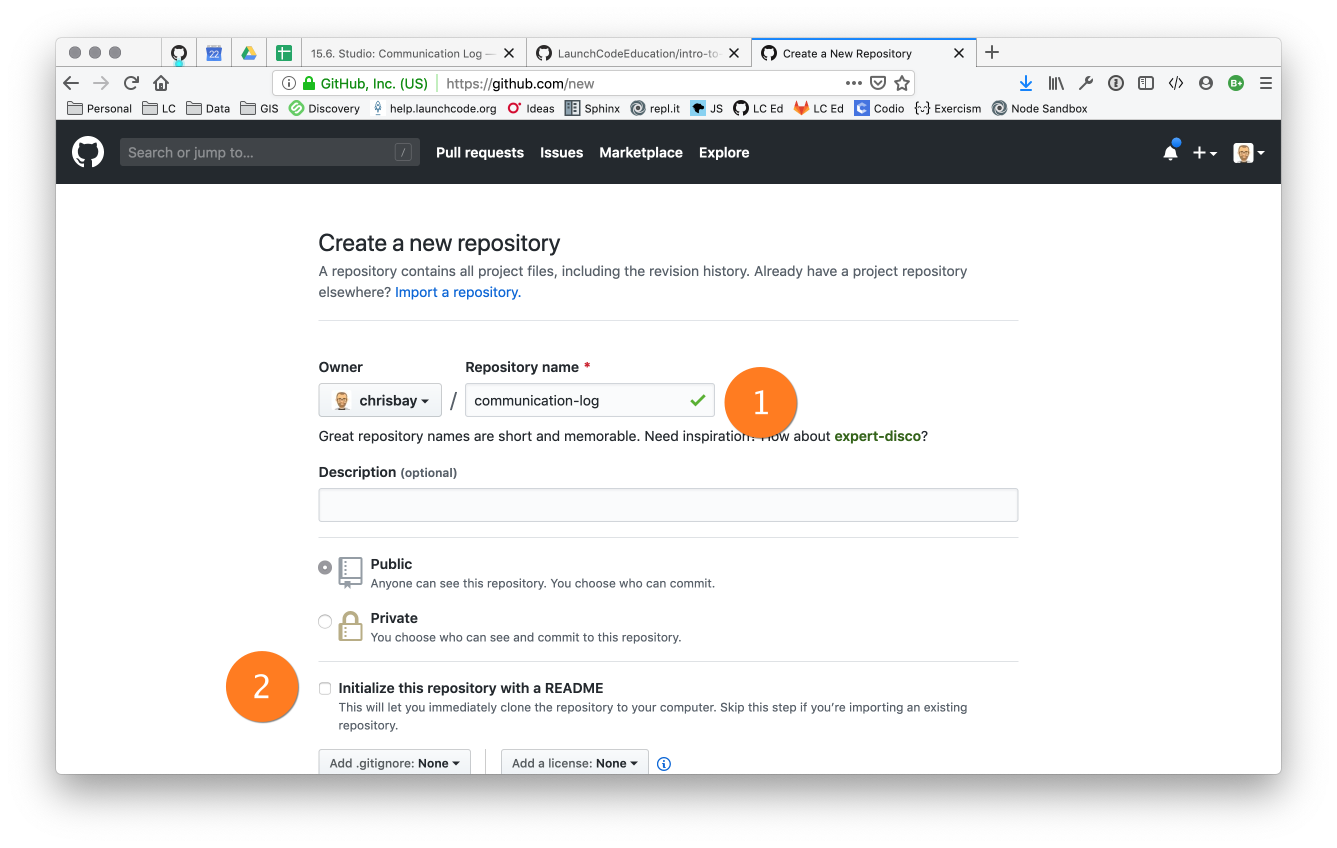 22
15.6. Studio: Communication Log —
LaunchCodeEducation/intro-to-
Create a New Repository
GitHub, Inc. (US)
https://github.com/new
Personal
LC
Data
GIS
Discovery
help.launchcode.org
Ideas
Sphinx
repl.it
JS
LC Ed
LC Ed
Codio
Exercism
Node Sandbox
Search or jump to...
/
Pull requests
Issues
Marketplace
Explore
Create a new repository
A repository contains all project files, including the revision history. Already have a project repository
elsewhere? Import a repository.
Owner
Repository name *
chrisbay
/
communication-log
1
Great repository names are short and memorable. Need inspiration? How about expert-disco?
Description (optional)
Public
Anyone can see this repository. You choose who can commit.
Private
You choose who can see and commit to this repository.
2
Initialize this repository with a README
This will let you immediately clone the repository to your computer. Skip this step if you’re importing an existing
repository.
Add .gitignore: None
Add a license: None